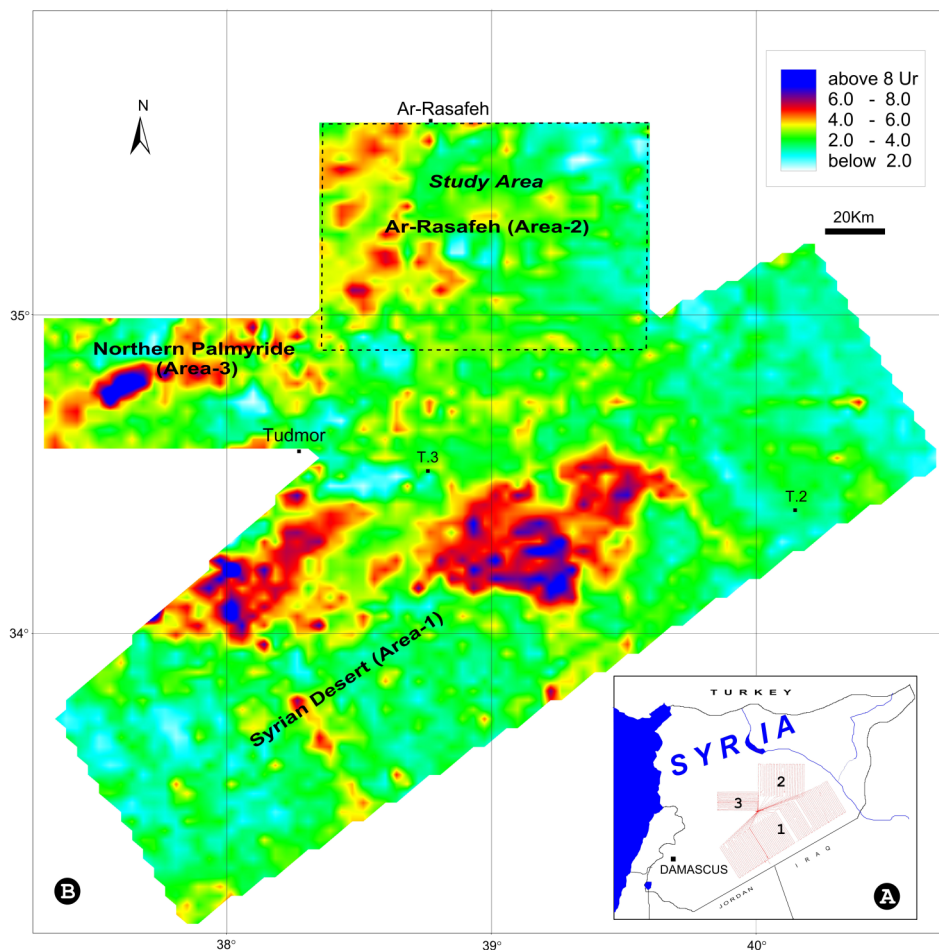 above 8 Ur
6.0 - 8.0
4.0 - 6.0
2.0 - 4.0
below 2.0
N
Ar-Rasafeh
Study Area
20Km
Ar-Rasafeh (Area-2)
35°
Northern Palmyride
(Area-3)
Tudmor
T.3
T.2
34°
Syrian Desert (Area-1)
TURKEY
SYRIA
2
3
1
DAMASCUS
IRAQ
JORDAN
B
A
38°
39°
40°